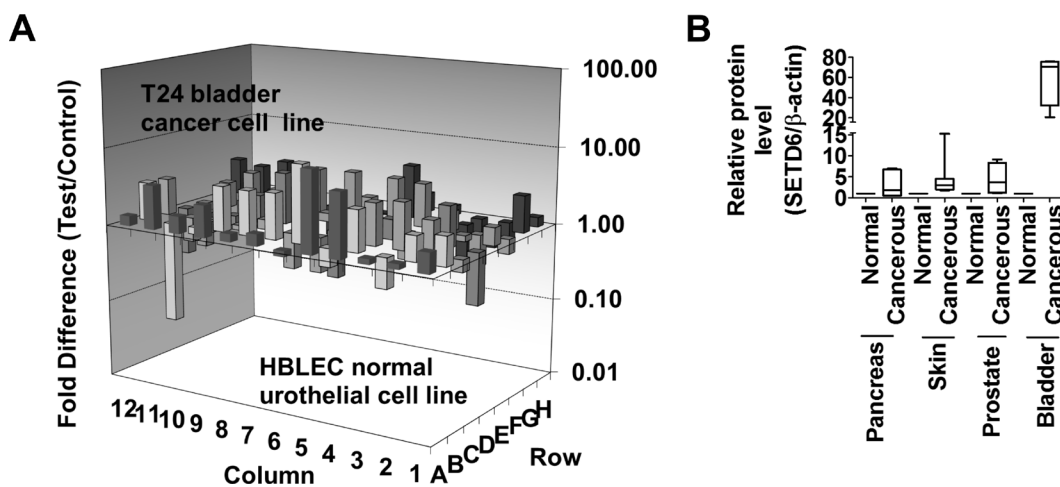 A
Fold Difference (Test/Control)
T24 bladder
cancer cell line
HBLEC normal
urothelial cell line
100.00
10.00
1.00
0.10
0.01
12 11 10 9 8 7 6 5 4 3 2 1
Column
A B C D E F G H
Row
B
Relative protein
level
(SETD6/β-actin)
80
60
40
20
15
10
5
0
Normal
Cancerous
Normal
Cancerous
Normal
Cancerous
Normal
Cancerous
Pancreas
Skin
Prostate
Bladder